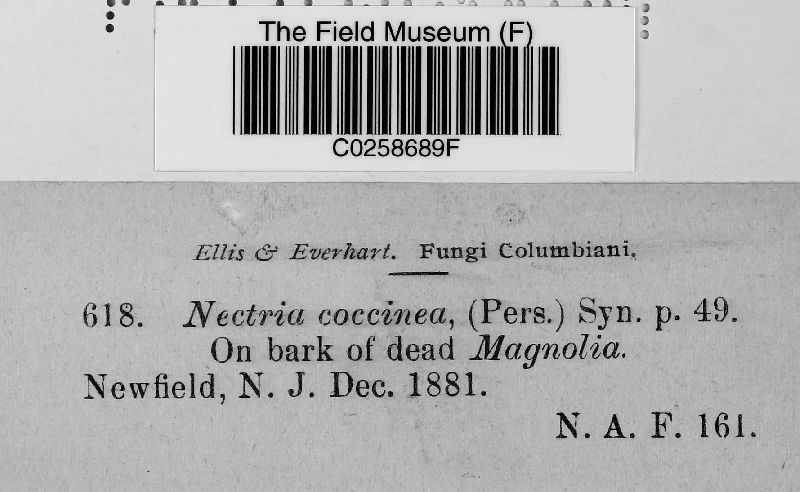 The Field Museum (F)
C0258689F
Ellis & Everhart. Fungi Columbiani.
618. Nectria coccinea, (Pers.) Syn. p. 49.
On bark of dead Magnolia.
Newfield, N. J. Dec. 1881.
N. A. F. 161.